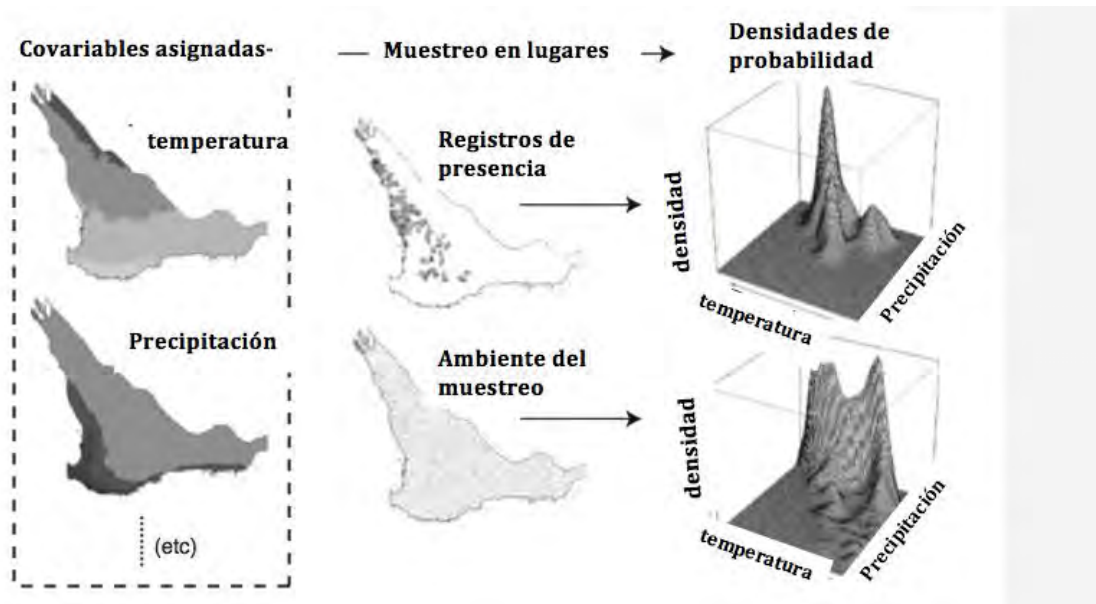 Covariables asignadas-
temperatura
Precipitación
(etc)
Muestreo en lugares
Registros de
presencia
Ambiente del
muestreo
Densidades de
probabilidad
densidad
temperatura
Precipitación
densidad
temperatura
Precipitación